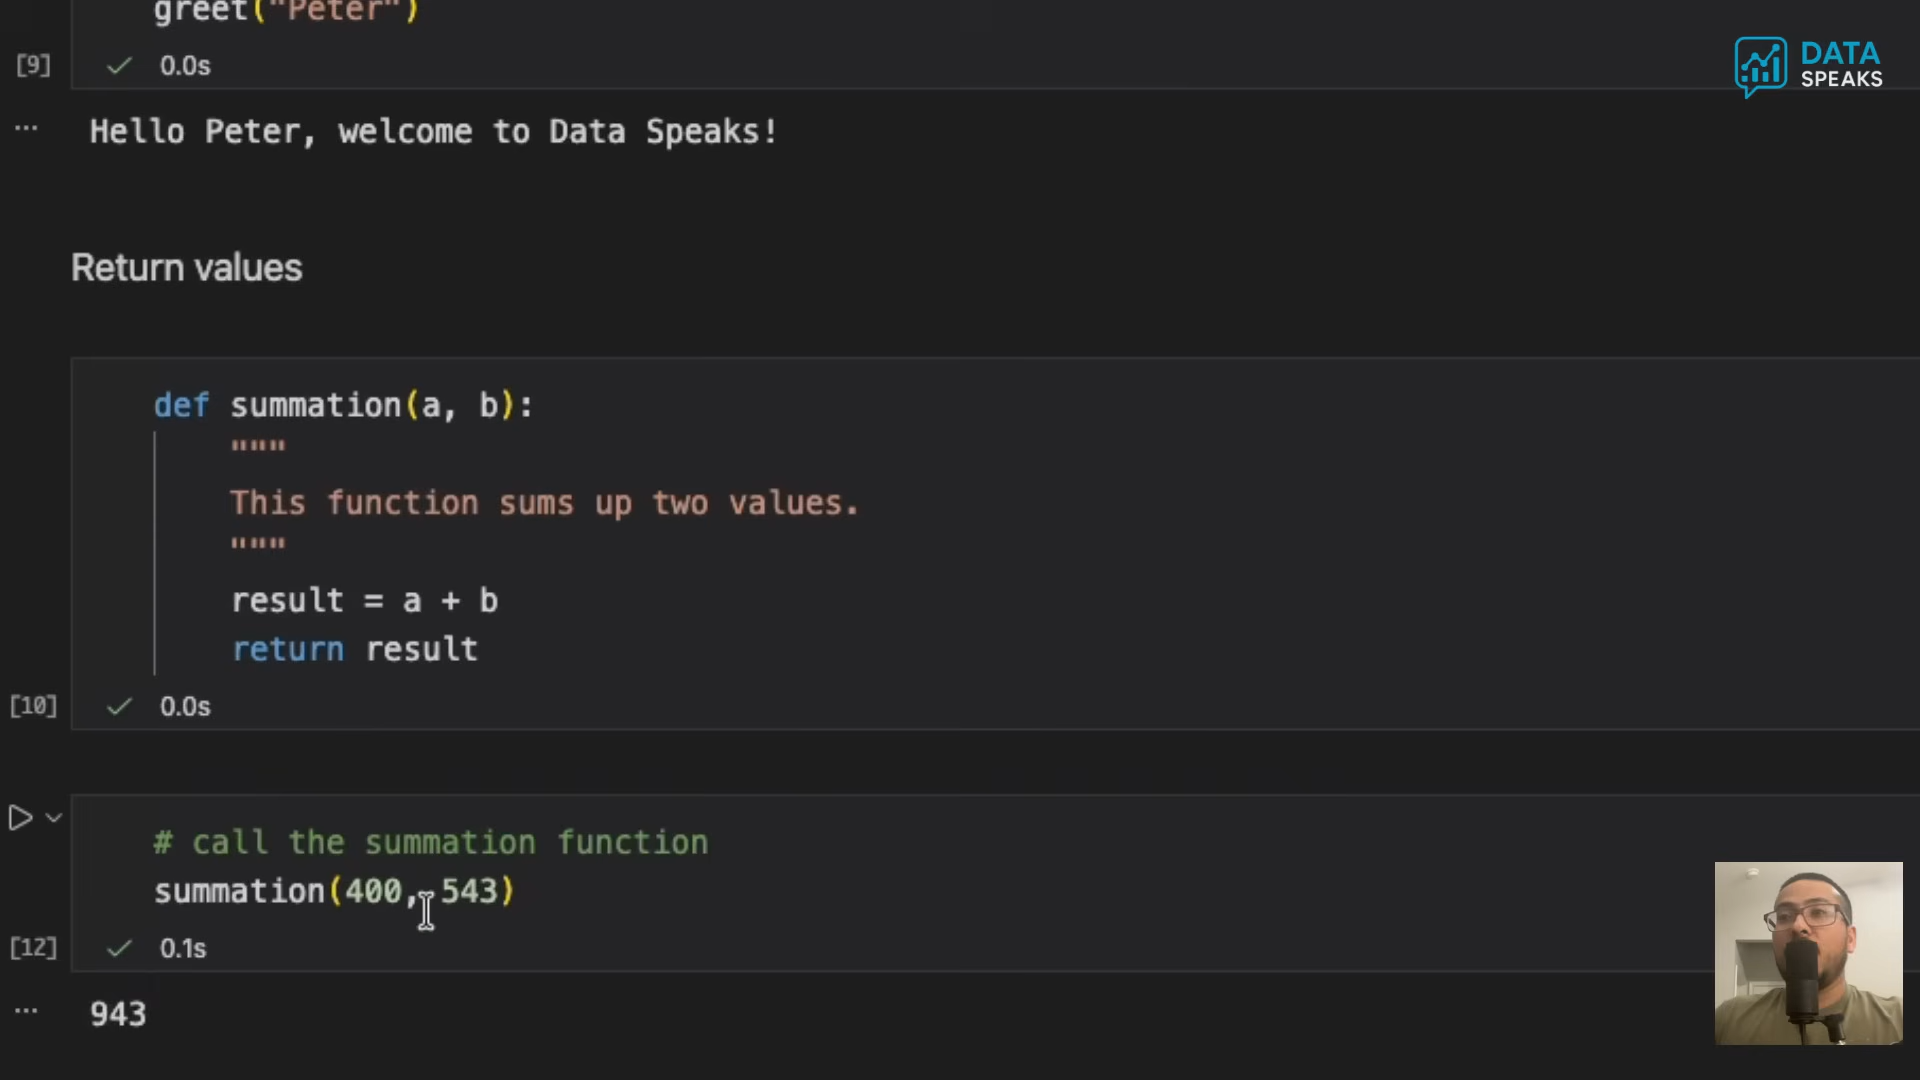 greet("Peter")
[9]
0.0s
DATA
SPEAKS
Hello Peter, welcome to Data Speaks!
Return values
def summation(a, b):
"""
This function sums up two values.
"""
result = a + b
return result
[10]
0.0s
# call the summation function
summation(400, 543)
[12]
0.1s
943